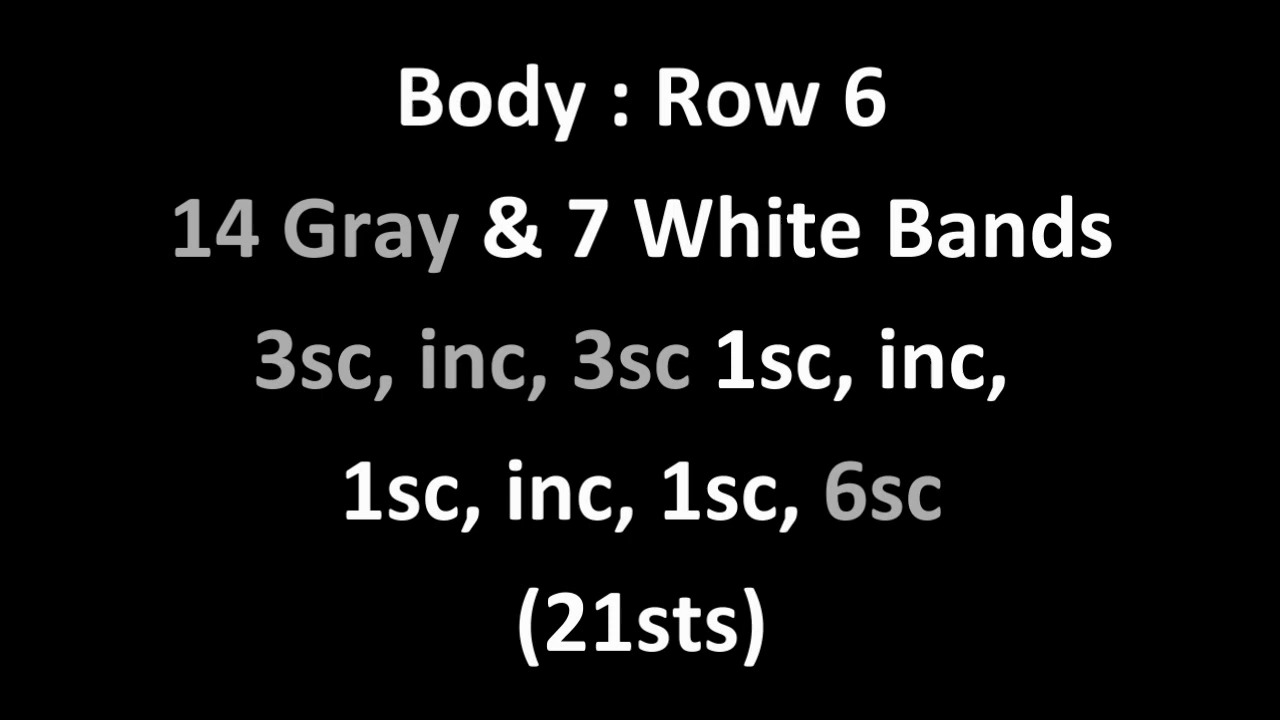 Body : Row 6
14 Gray & 7 White Bands
3sc, inc, 3sc 1sc, inc,
1sc, inc, 1sc, 6sc
(21sts)